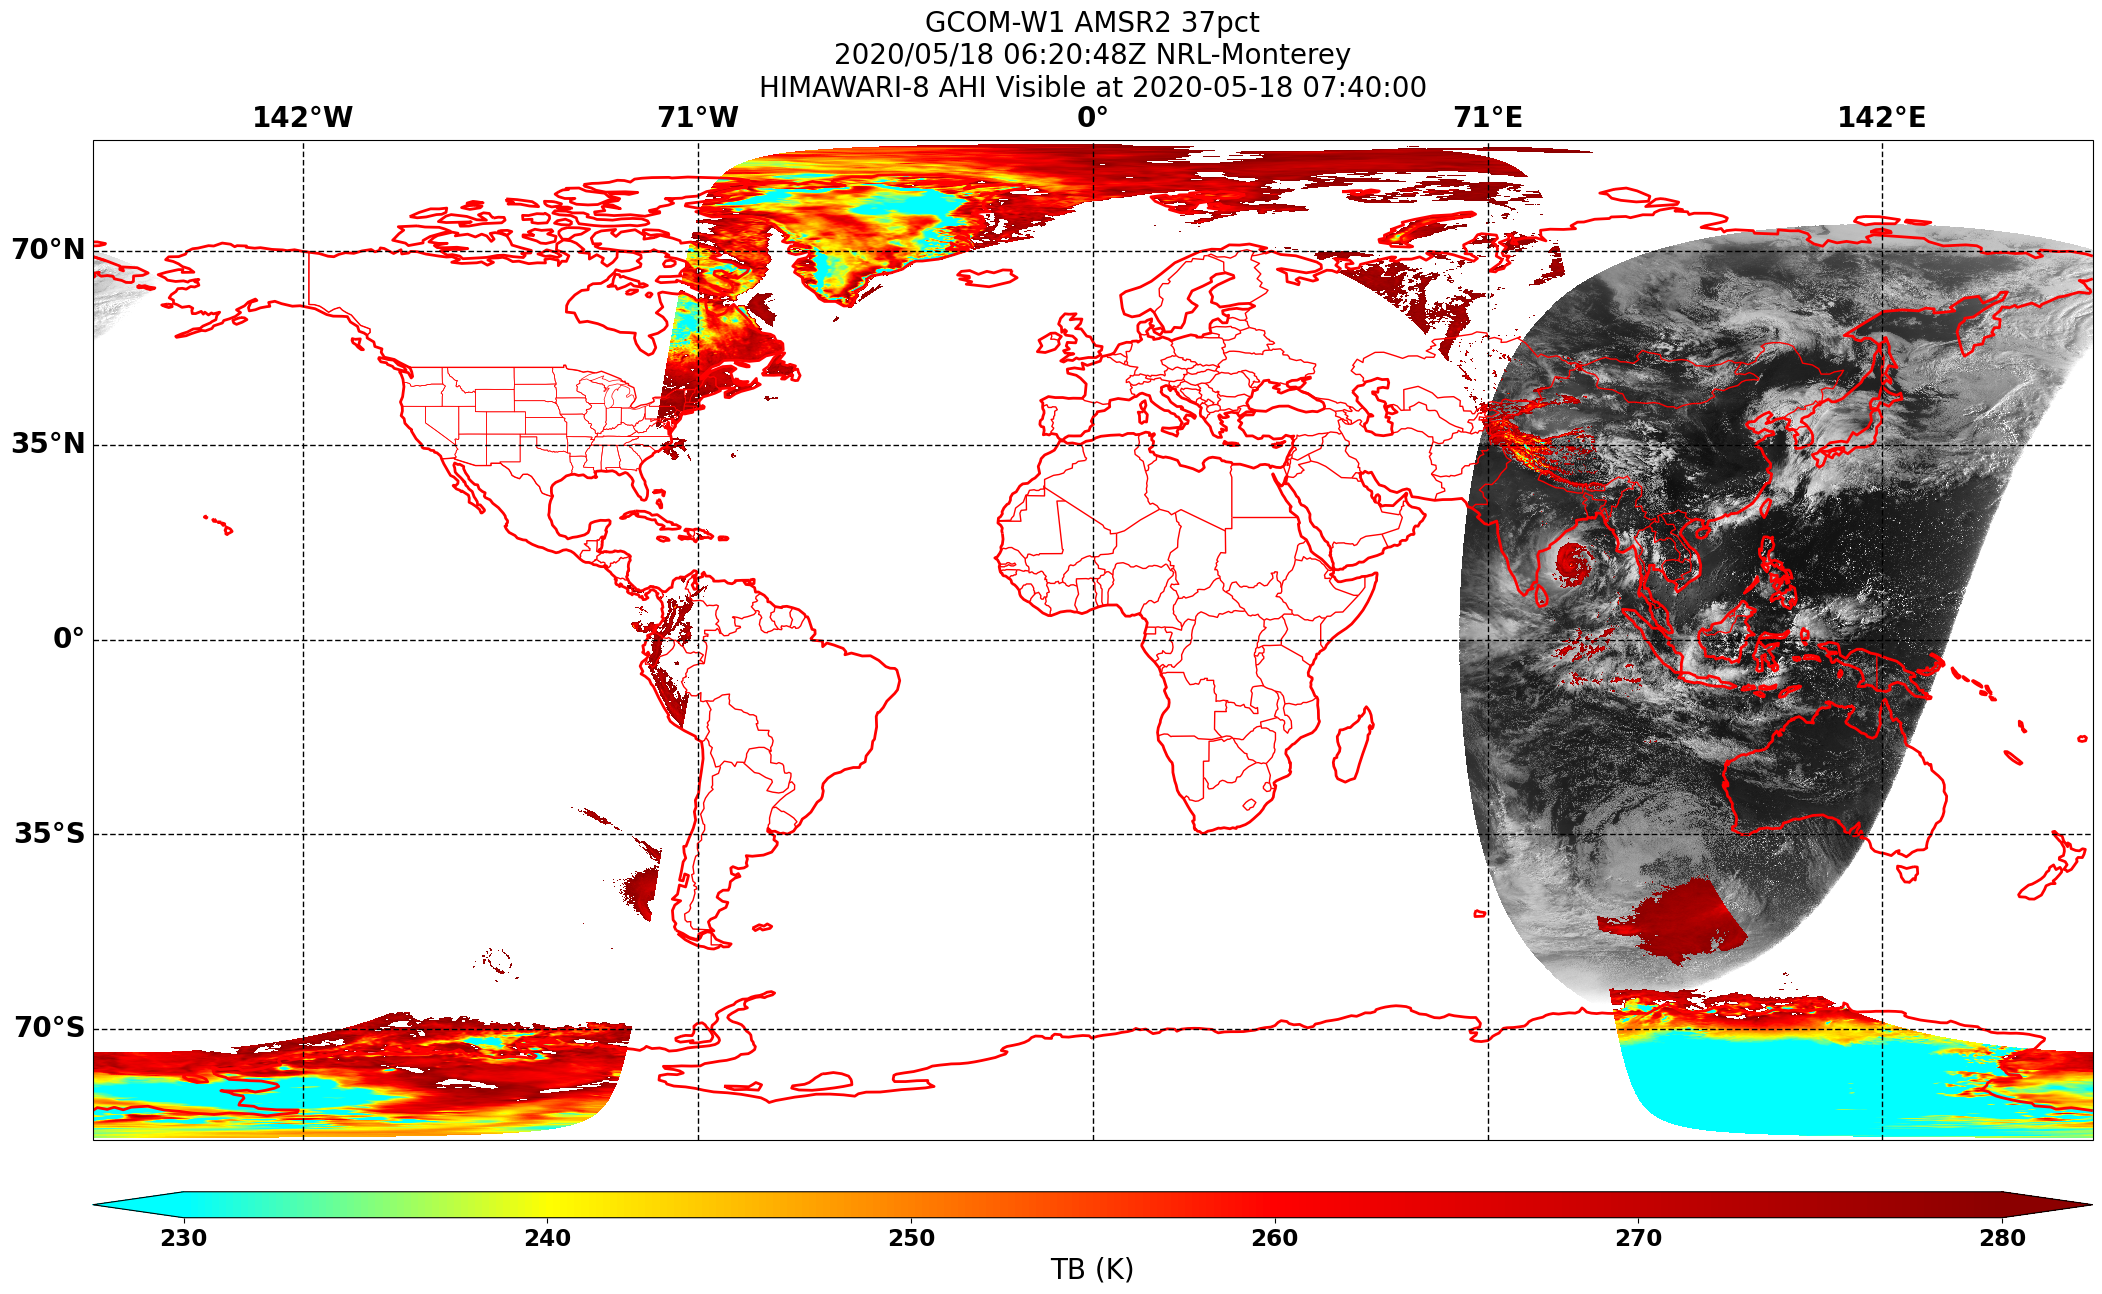 GCOM-W1 AMSR2 37pct
2020/05/18 06:20:48Z NRL-Monterey
HIMAWARI-8 AHI Visible at 2020-05-18 07:40:00
142°W 71°W 0° 71°E 142°E
70°N
35°N
0°
35°S
70°S
230 240 250 260 270 280
TB (K)